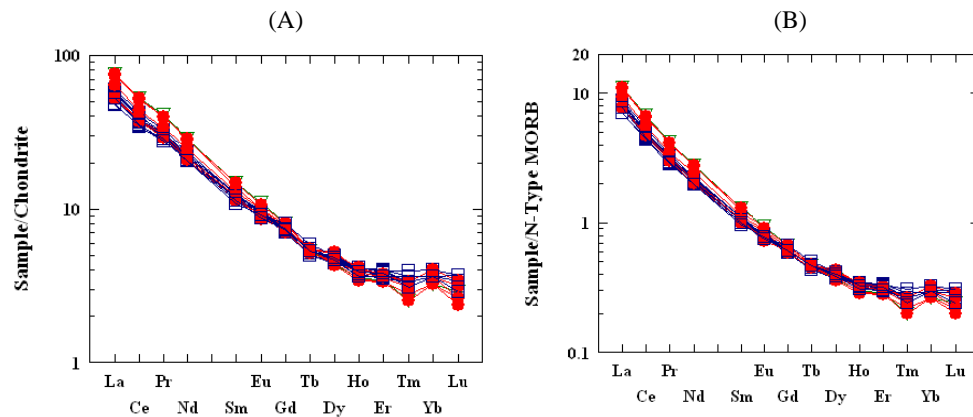 (A)
(B)
100
10
1
Sample/Chondrite
La Pr Eu Tb Ho Tm Lu
Ce Nd Sm Gd Dy Er Yb
20
10
1
0.1
Sample/N-Type MORB
La Pr Eu Tb Ho Tm Lu
Ce Nd Sm Gd Dy Er Yb